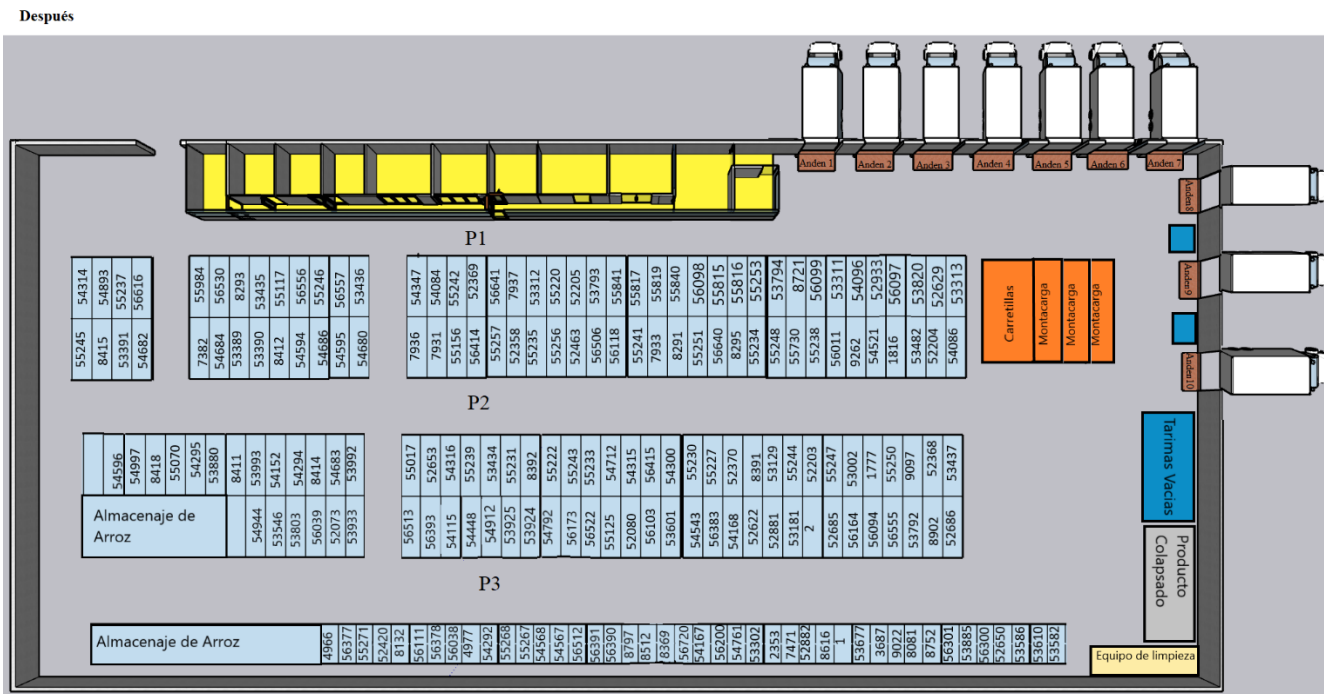 Después
Anden 1
Anden 2
Anden 3
Anden 4
Anden 5
Anden 6
Anden 7
Anden8
Anden9
Anden10
P1
54314 54893 55237 56616
55245 8415 53391 54682
55984 56530 8293 53435 55117 56556 55246 56557 53436
7382 54684 53389 53390 8412 54594 54686 54595 54680
54347 54084 55242 52369 56641 7937 53312 55220 52205 53793 55841 55817 55819 55840 56098 55815 55816 55253 53794 8721 56099 53311 54096 52933 56097 53820 52629 53313
7936 7931 55156 56414 55257 52358 55235 55256 52463 56506 56118 55241 7933 8291 55251 56640 8295 55234 55248 55730 55238 56011 9262 54521 1816 53482 52204 54086
Carretillas
Montacarga
Montacarga
Montacarga
P2
54596 54997 8418 55070 54295 53880 8411 53993 54152 54294 8414 54683 53992
Almacenaje de
Arroz
54944 53546 53803 56039 52073 53933
55017 52653 54316 55239 53434 55231 8392 55222 55243 55233 54712 54315 56415 54300 55230 55227 52370 8391 53129 55244 52203 55247 53002 1777 55250 9097 52368 53437
56513 56393 54115 54448 54912 53925 53924 54792 56173 56522 55125 52080 56103 53601 54543 56383 54168 52622 52881 53181 2 52685 56164 56094 56555 53792 8902 52686
Tarimas Vacias
Producto
Colapsado
P3
Almacenaje de Arroz
4966 56377 55271 52420 8132 56111 56378 56038 4977 54292 55268 55267 54568 54567 56512 56391 56390 8797 8512 8369 56720 54167 56200 54761 53302 2353 7471 52882 8616 1 53677 3687 9022 8081 8752 56301 53885 56300 52650 53586 53610 53582
Equipo de limpieza